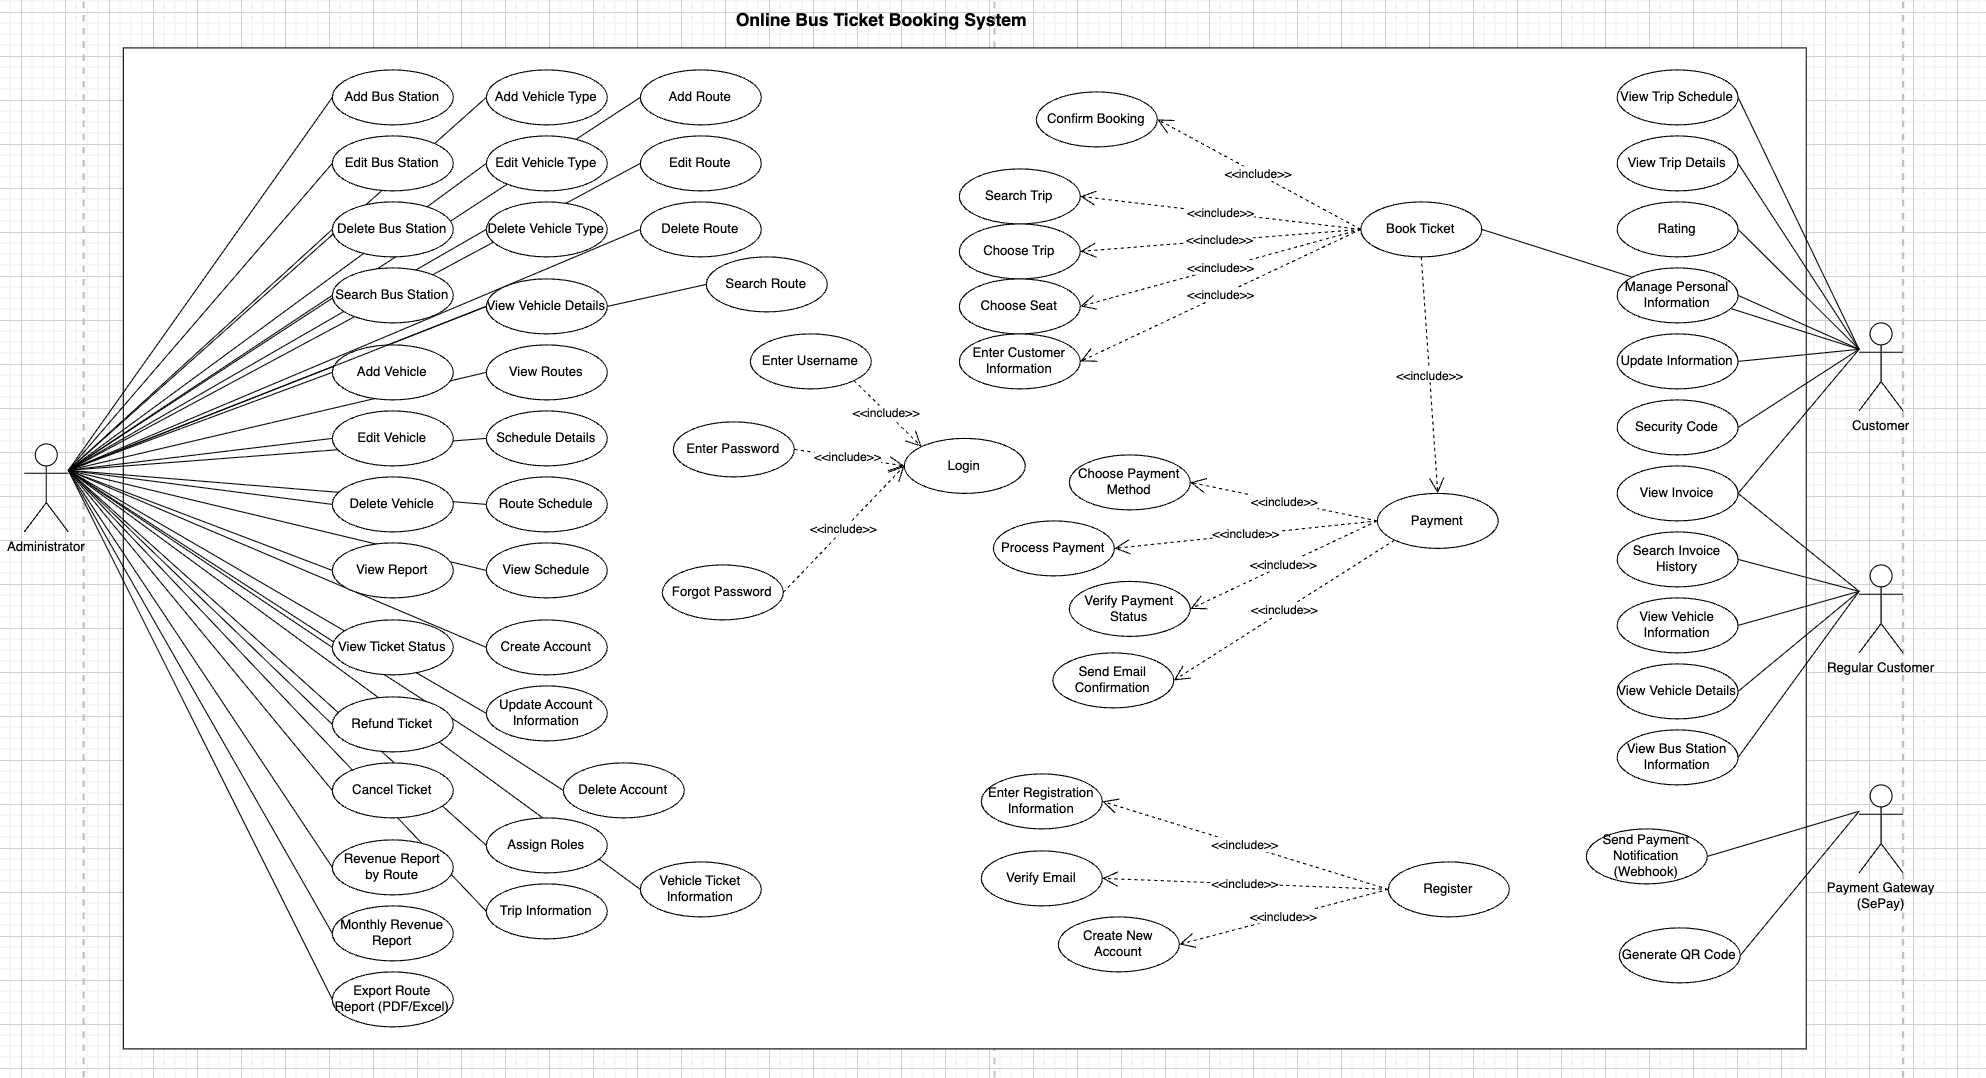 Online Bus Ticket Booking System
Add Bus Station
Add Vehicle Type
Add Route
Edit Bus Station
Edit Vehicle Type
Edit Route
Delete Bus Station
Delete Vehicle Type
Delete Route
Search Bus Station
View Vehicle Details
Search Route
Add Vehicle
View Routes
Edit Vehicle
Schedule Details
Delete Vehicle
Route Schedule
View Report
View Schedule
View Ticket Status
Create Account
Refund Ticket
Update Account
Information
Cancel Ticket
Delete Account
Revenue Report
by Route
Assign Roles
Vehicle Ticket
Information
Monthly Revenue
Report
Trip Information
Export Route
Report (PDF/Excel)
Administrator
Enter Username
<<include>>
Enter Password
<<include>>
Login
<<include>>
Forgot Password
Confirm Booking
<<include>>
Search Trip
<<include>>
Choose Trip
<<include>>
Book Ticket
Choose Seat
<<include>>
Enter Customer
Information
<<include>>
<<include>>
Choose Payment
Method
<<include>>
Payment
Process Payment
<<include>>
Verify Payment
Status
<<include>>
Send Email
Confirmation
<<include>>
Enter Registration
Information
<<include>>
Verify Email
<<include>>
Register
Create New
Account
<<include>>
View Trip Schedule
View Trip Details
Rating
Manage Personal
Information
Update Information
Security Code
View Invoice
Search Invoice
History
View Vehicle
Information
View Vehicle Details
View Bus Station
Information
Send Payment
Notification
(Webhook)
Generate QR Code
Customer
Regular Customer
Payment Gateway
(SePay)